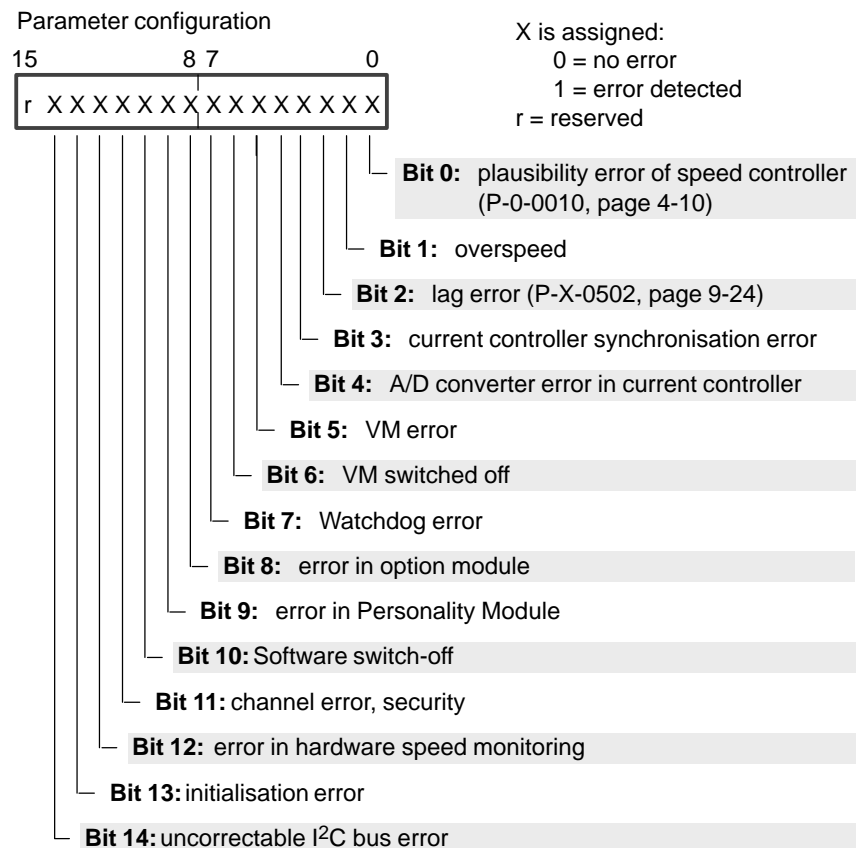 Parameter configuration
15 8 7 0
r X X X X X X X X X X X X X X X
X is assigned:
0 = no error
1 = error detected
r = reserved
Bit 0: plausibility error of speed controller
(P-0-0010, page 4-10)
Bit 1: overspeed
Bit 2: lag error (P-X-0502, page 9-24)
Bit 3: current controller synchronisation error
Bit 4: A/D converter error in current controller
Bit 5: VM error
Bit 6: VM switched off
Bit 7: Watchdog error
Bit 8: error in option module
Bit 9: error in Personality Module
Bit 10: Software switch-off
Bit 11: channel error, security
Bit 12: error in hardware speed monitoring
Bit 13: initialisation error
Bit 14: uncorrectable I²C bus error